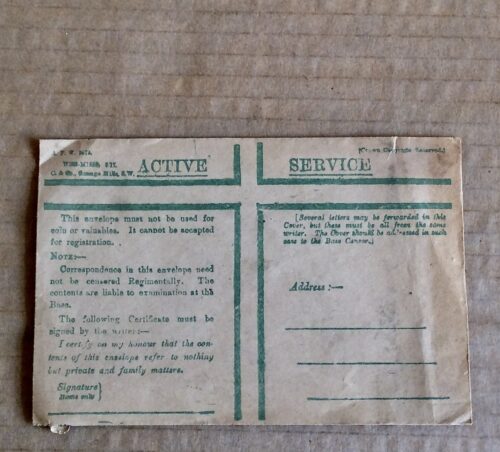 ACTIVE SERVICE
(Crown Copyright Reserved.)
This envelope must not be used for
coin or valuables. It cannot be accepted
for registration.
NOTE:—
Correspondence in this envelope need
not be censored Regimentally. The
contents are liable to examination at the
Base.
The following Certificate must be
signed by the writer:—
I certify on my honour that the con-
tents of this envelope refer to nothing
but private and family matters.
Signature
Name only
[Several letters may be forwarded in this
Cover, but these must be all from the same
writer. The Cover should be addressed in such
case to the Base Censor.]
Address:—